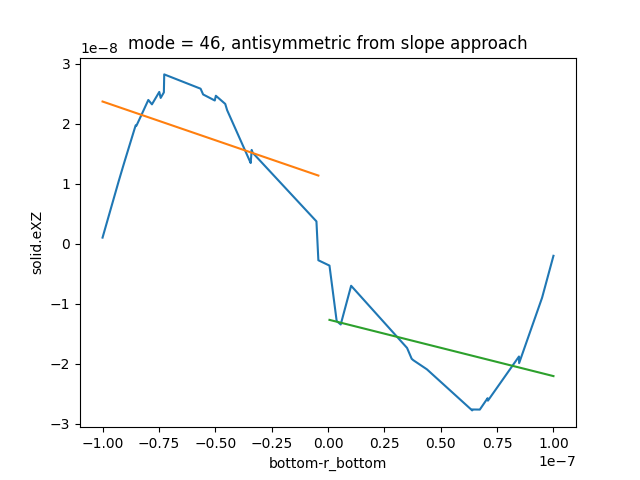 mode = 46, antisymmetric from slope approach
1e−8
3
2
1
0
−1
−2
−3
solid.eXZ
−1.00 −0.75 −0.50 −0.25 0.00 0.25 0.50 0.75 1.00
bottom-r_bottom
1e−7